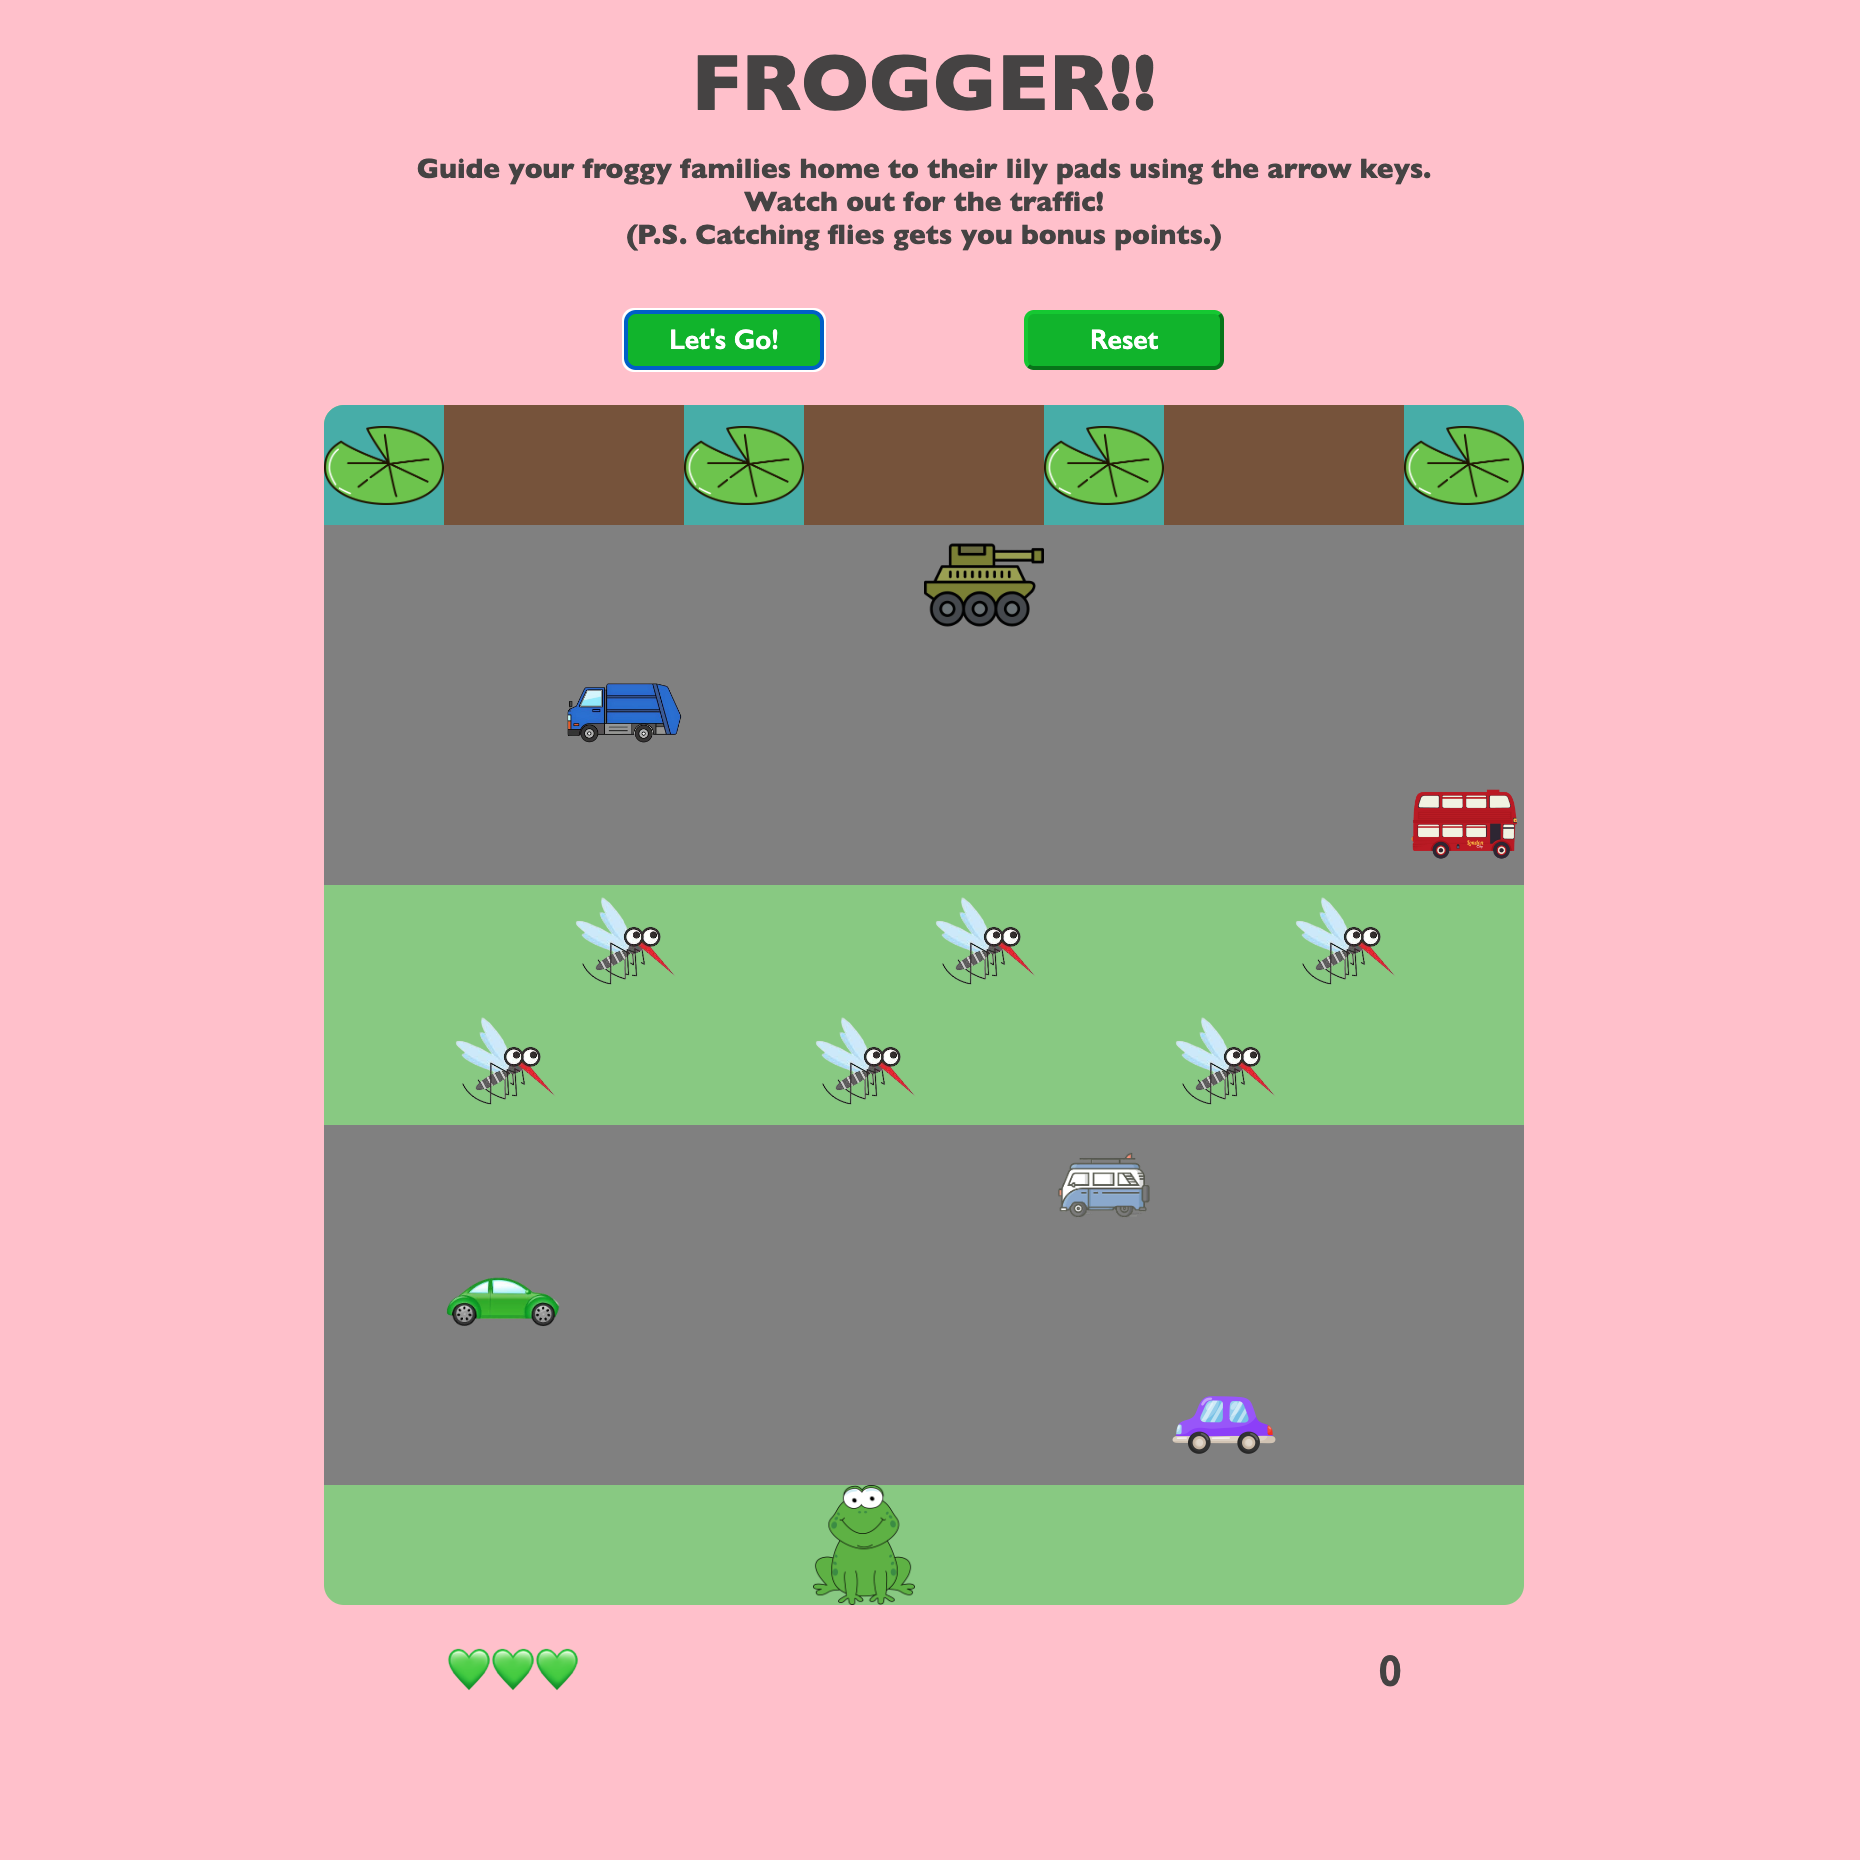 FROGGER!!
Guide your froggy families home to their lily pads using the arrow keys.
Watch out for the traffic!
(P.S. Catching flies gets you bonus points.)
Let's Go!
Reset
0